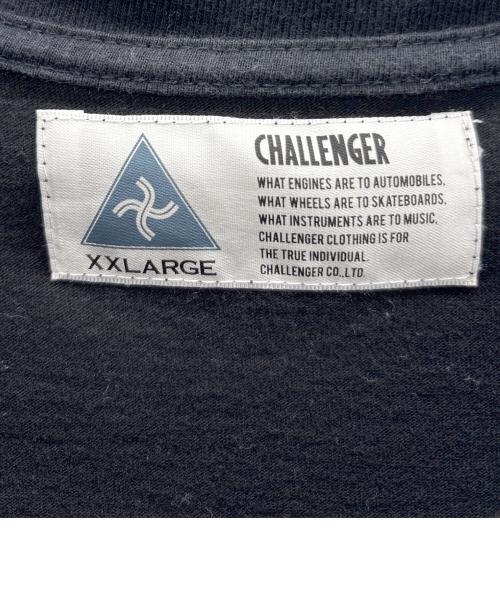 CHALLENGER
WHAT ENGINES ARE TO AUTOMOBILES,
WHAT WHEELS ARE TO SKATEBOARDS,
WHAT INSTRUMENTS ARE TO MUSIC,
CHALLENGER CLOTHING IS FOR
THE TRUE INDIVIDUAL.
CHALLENGER CO.,LTD.
XXLARGE